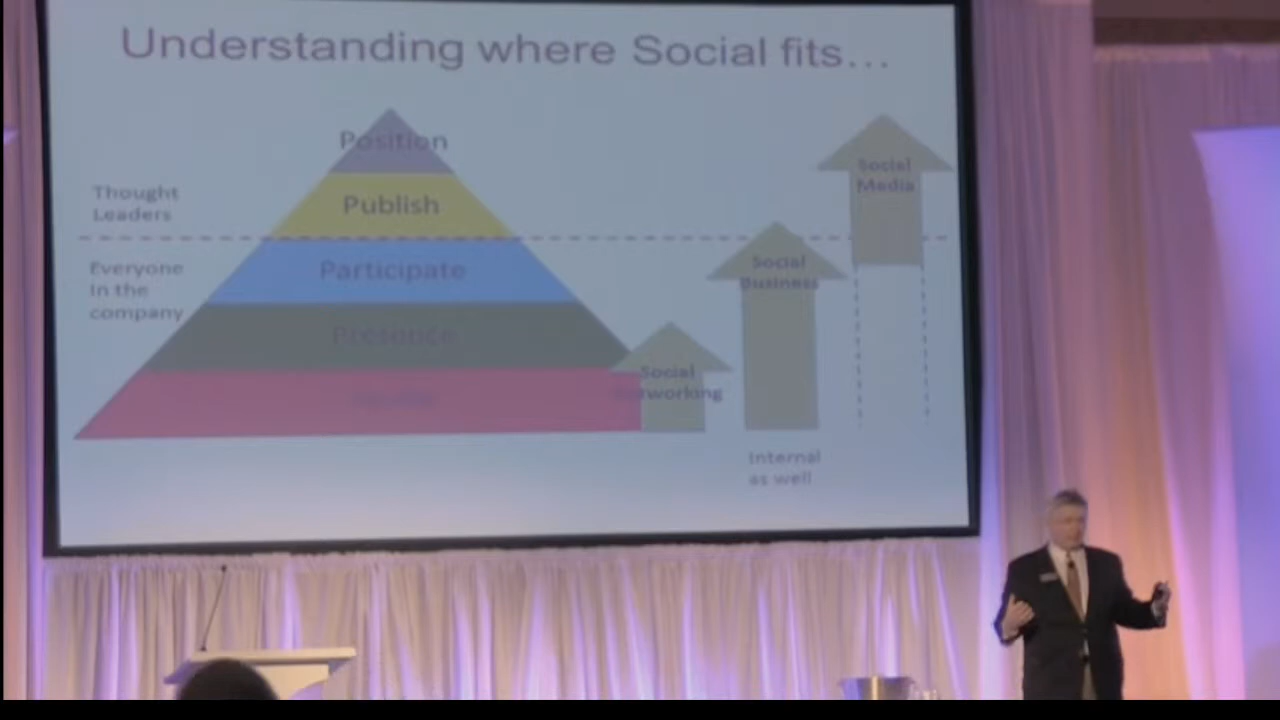 Understanding where Social fits...
Position
Thought
Leaders
Publish
Everyone
In the
company
Participate
Presence
Social
Media
Social
Business
Social
Internal
as well